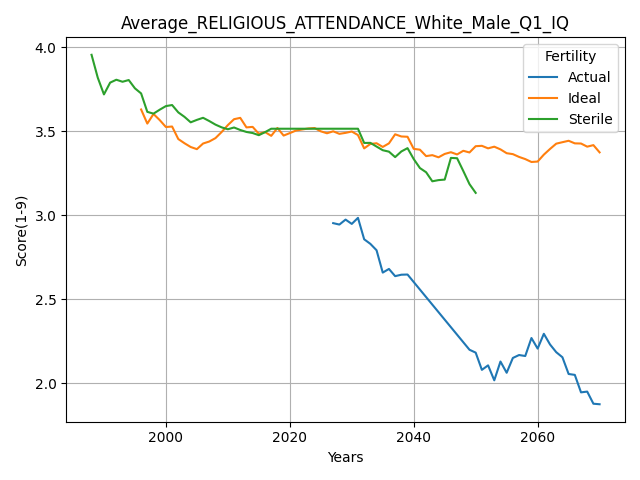 Average_RELIGIOUS_ATTENDANCE_White_Male_Q1_IQ
Fertility
Actual
Ideal
Sterile
Score(1-9)
4.0
3.5
3.0
2.5
2.0
2000
2020
2040
2060
Years